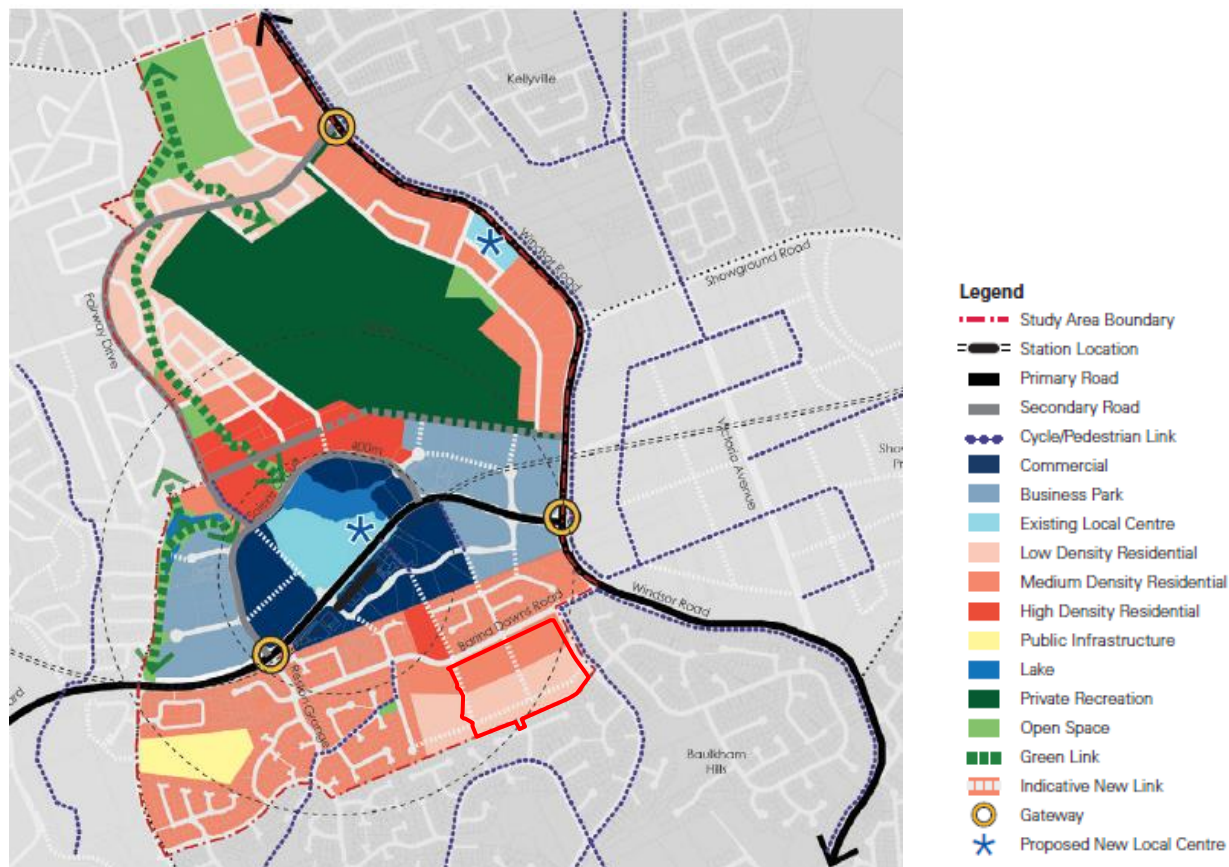 Kellyville
Windsor Road
Showground Road
Fairway Drive
400m
Victoria Avenue
Windsor Road
Barina Downs Road
Reston Grange
Baulkham
Hills
Legend
Study Area Boundary
Station Location
Primary Road
Secondary Road
Cycle/Pedestrian Link
Commercial
Business Park
Existing Local Centre
Low Density Residential
Medium Density Residential
High Density Residential
Public Infrastructure
Lake
Private Recreation
Open Space
Green Link
Indicative New Link
Gateway
Proposed New Local Centre